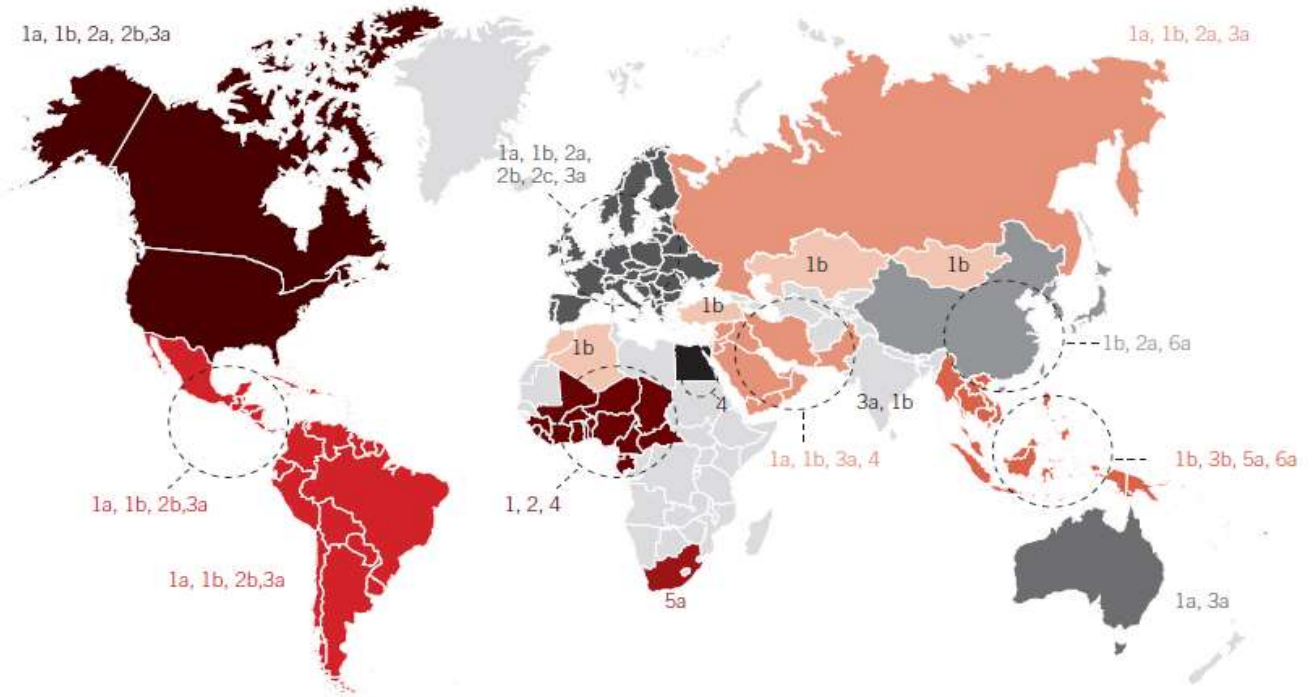 1a, 1b, 2a, 2b,3a
1a, 1b, 2a, 3a
1a, 1b, 2a,
2b, 2c, 3a
1b
1b
1b
1b
1b, 2a, 6a
4
3a, 1b
1a, 1b, 3a, 4
1b, 3b, 5a, 6a
1a, 1b, 2b,3a
1, 2, 4
1a, 1b, 2b,3a
5a
1a, 3a